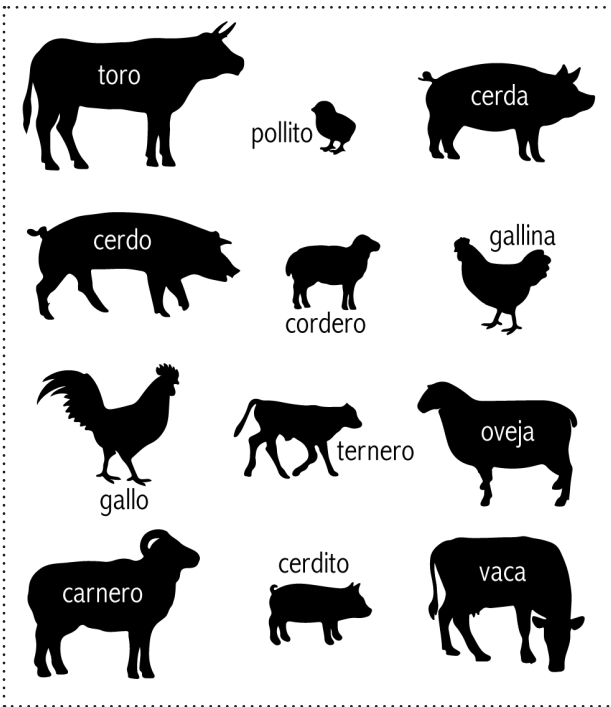 toro
pollito
cerda
cerdo
cordero
gallina
gallo
ternero
oveja
carnero
cerdito
vaca